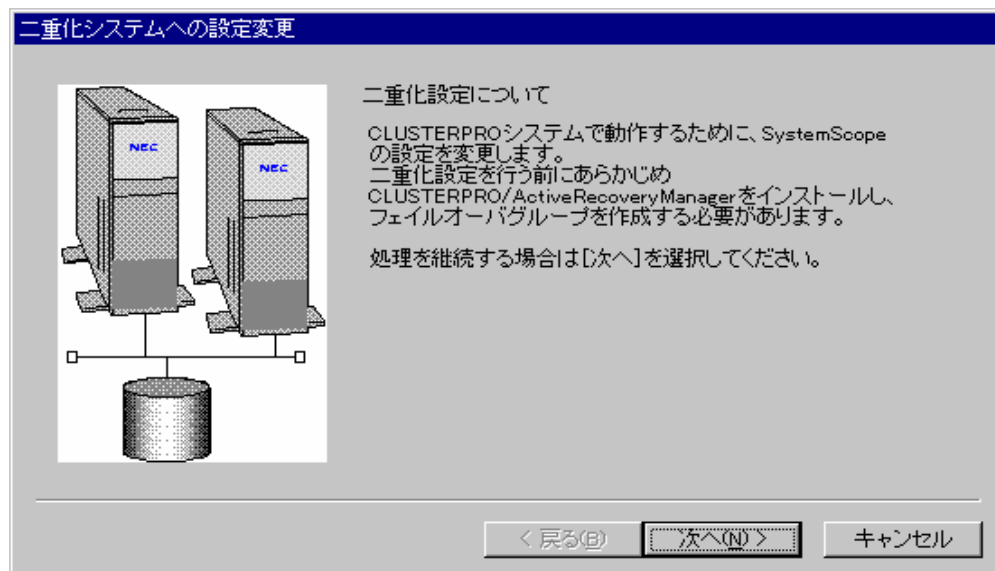 二重化システムへの設定変更
NEC
NEC
二重化設定について
CLUSTERPROシステムで動作するために、SystemScope
の設定を変更します。
二重化設定を行う前にあらかじめ
CLUSTERPRO/ActiveRecoveryManagerをインストールし、
フェイルオーバグループを作成する必要があります。
処理を継続する場合は[次へ]を選択してください。
< 戻る(B)
次へ(N) >
キャンセル